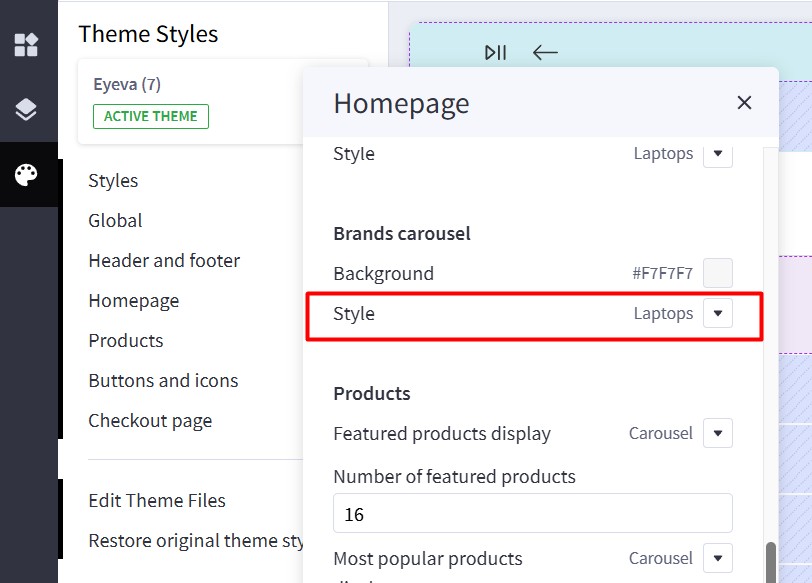 Theme Styles
Eyeva (7)
ACTIVE THEME
Styles
Global
Header and footer
Homepage
Products
Buttons and icons
Checkout page
Edit Theme Files
Restore original theme sty
Homepage
Style Laptops
Brands carousel
Background #F7F7F7
Style Laptops
Products
Featured products display Carousel
Number of featured products
16
Most popular products Carousel